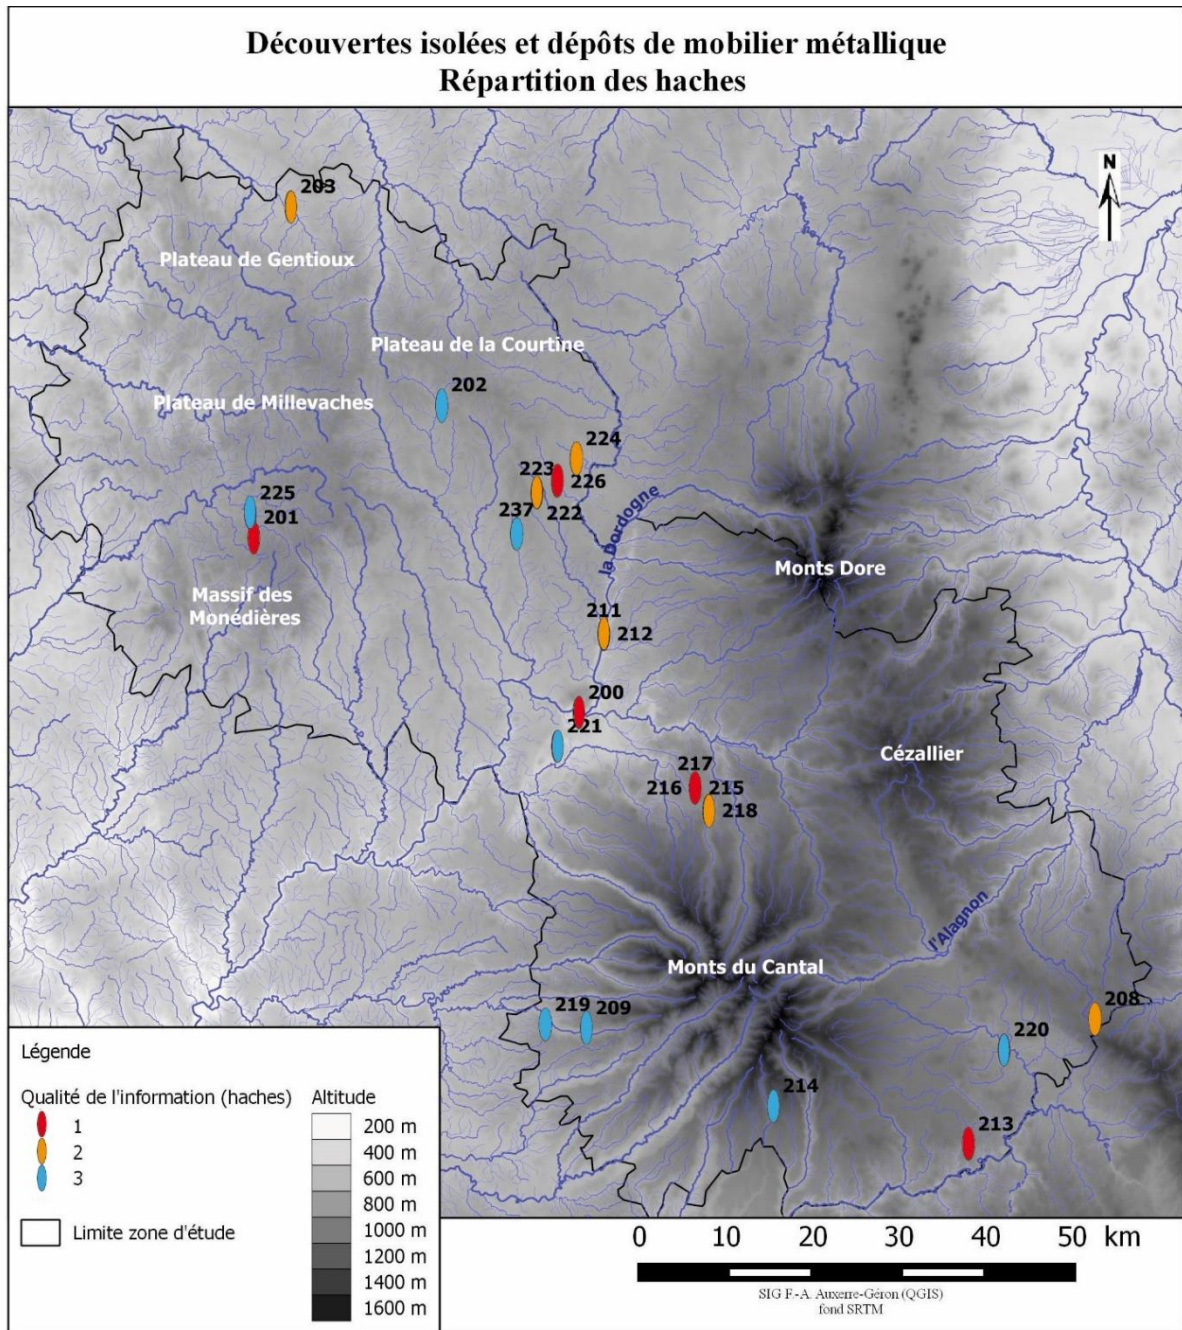 Découvertes isolées et dépôts de mobilier métallique
Répartition des haches
N
203
Plateau de Gentioux
Plateau de la Courtine
202
Plateau de Millevaches
224
223
226
225
222
237
201
la Dordogne
Monts Dore
Massif des
Monédières
211
212
200
221
Cézallier
217
216
215
218
l'Alagnon
Monts du Cantal
219
209
208
220
214
213
Légende
Qualité de l'information (haches)
1
2
3
Limite zone d'étude
Altitude
200 m
400 m
600 m
800 m
1000 m
1200 m
1400 m
1600 m
0 10 20 30 40 50 km
SIG F.-A. Auxerre-Géron (QGIS)
fond SRTM